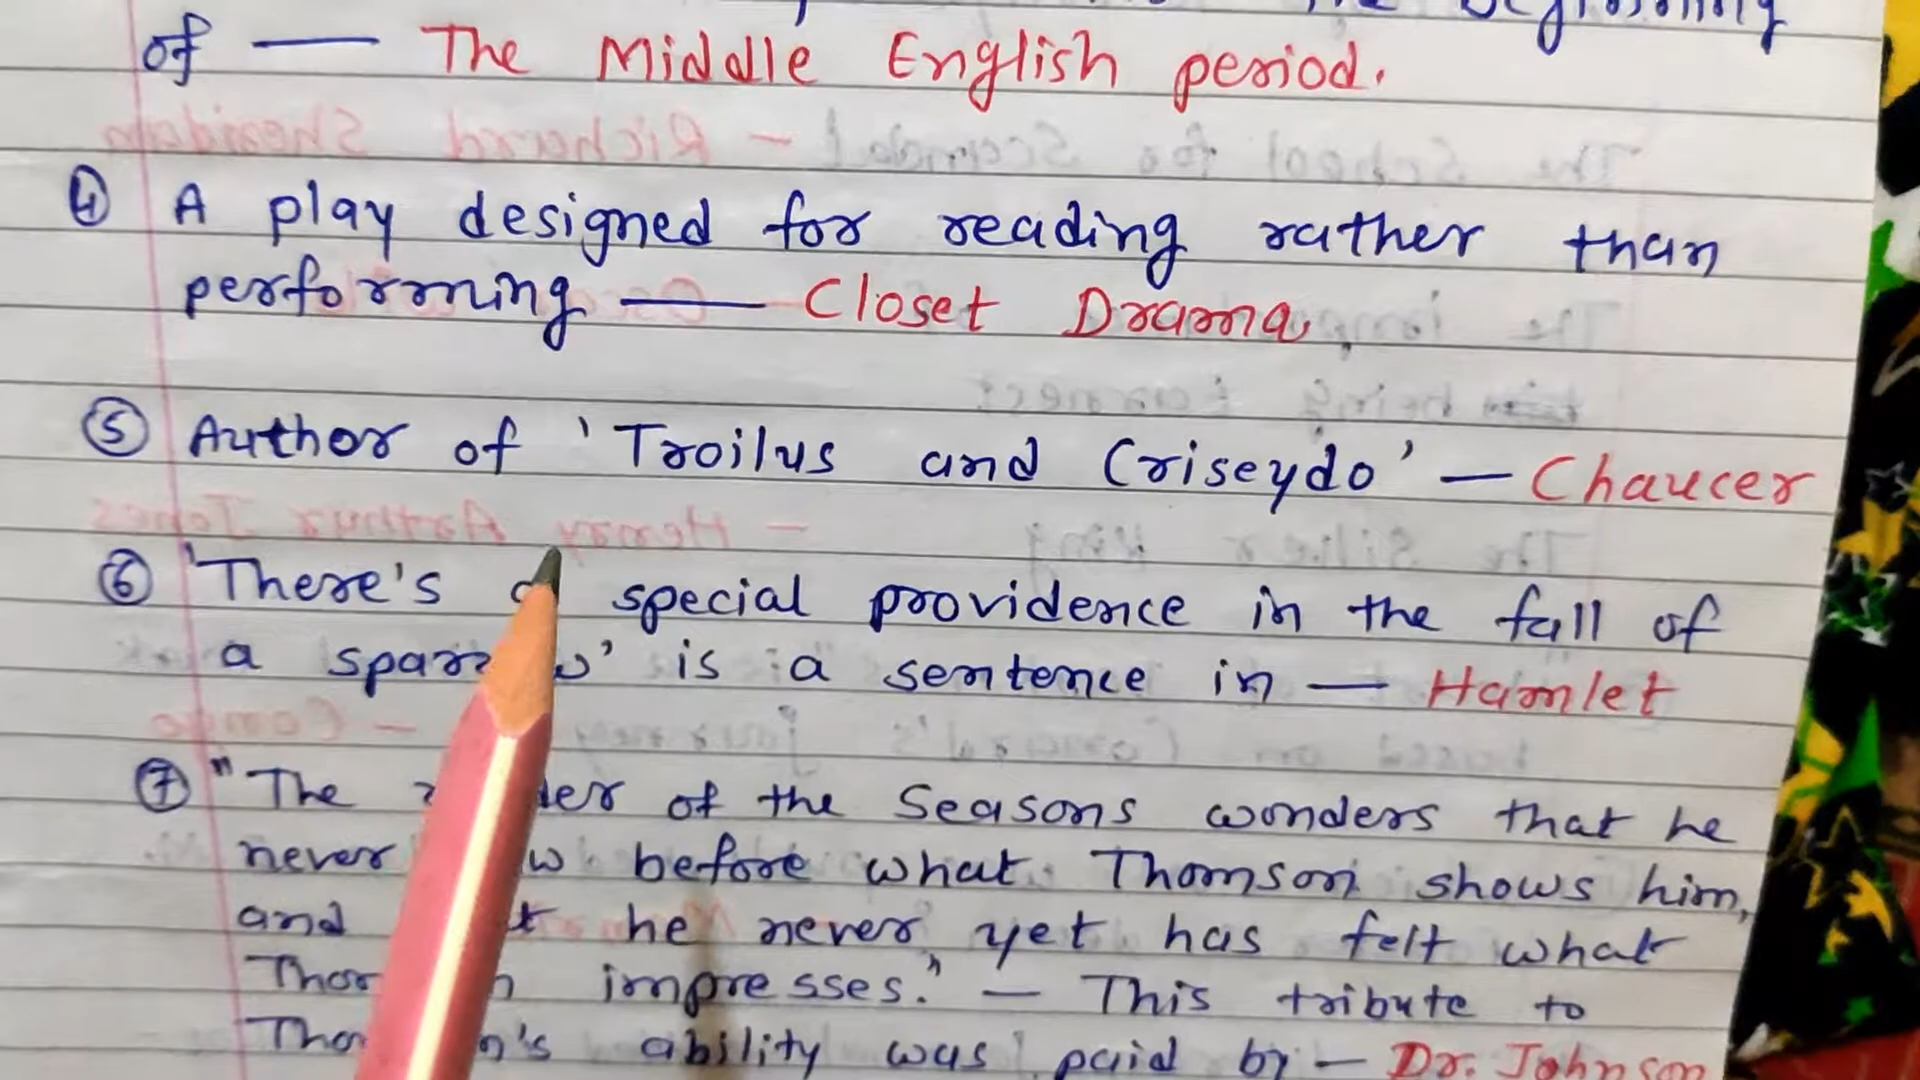 of — The Middle English period.
④ A play designed for reading rather than
performing — Closet Drama
⑤ Author of 'Troilus and Criseydo' — Chaucer
⑥ 'There's a special providence in the fall of
a sparrow' is a sentence in — Hamlet
⑦ "The of the Seasons wonders that he
never before what Thomson shows him,
and he never yet has felt what
impresses." — This tribute to
ability was paid by — Dr. Johnson